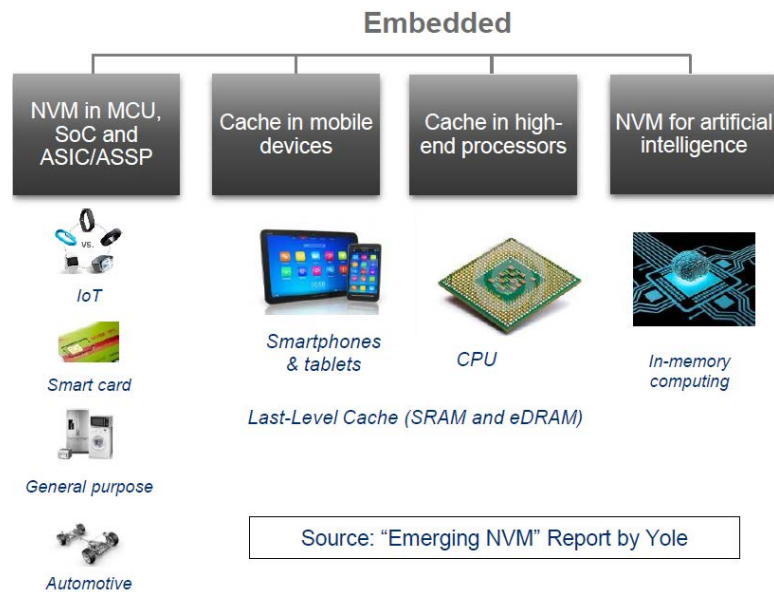 Embedded
NVM in MCU,
SoC and
ASIC/ASSP
Cache in mobile
devices
Cache in high-
end processors
NVM for artificial
intelligence
VS.
IoT
Smart card
General purpose
Automotive
Smartphones
& tablets
CPU
Last-Level Cache (SRAM and eDRAM)
In-memory
computing
Source: “Emerging NVM” Report by Yole